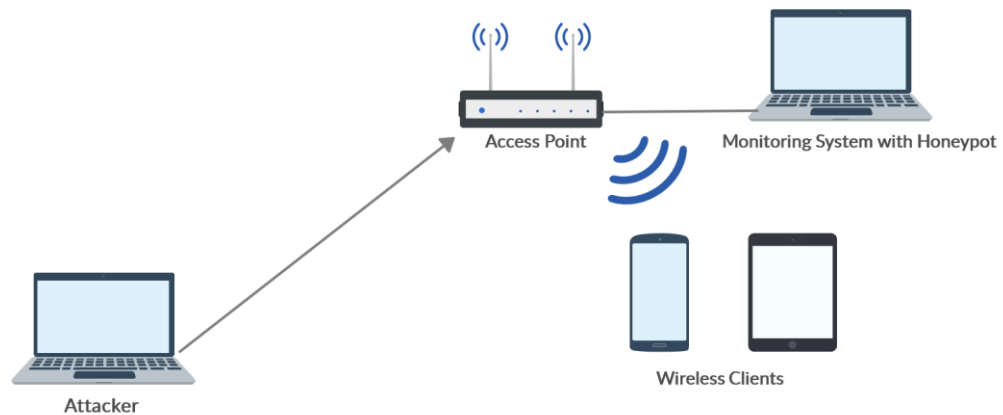 Access Point
Monitoring System with Honeypot
Wireless Clients
Attacker